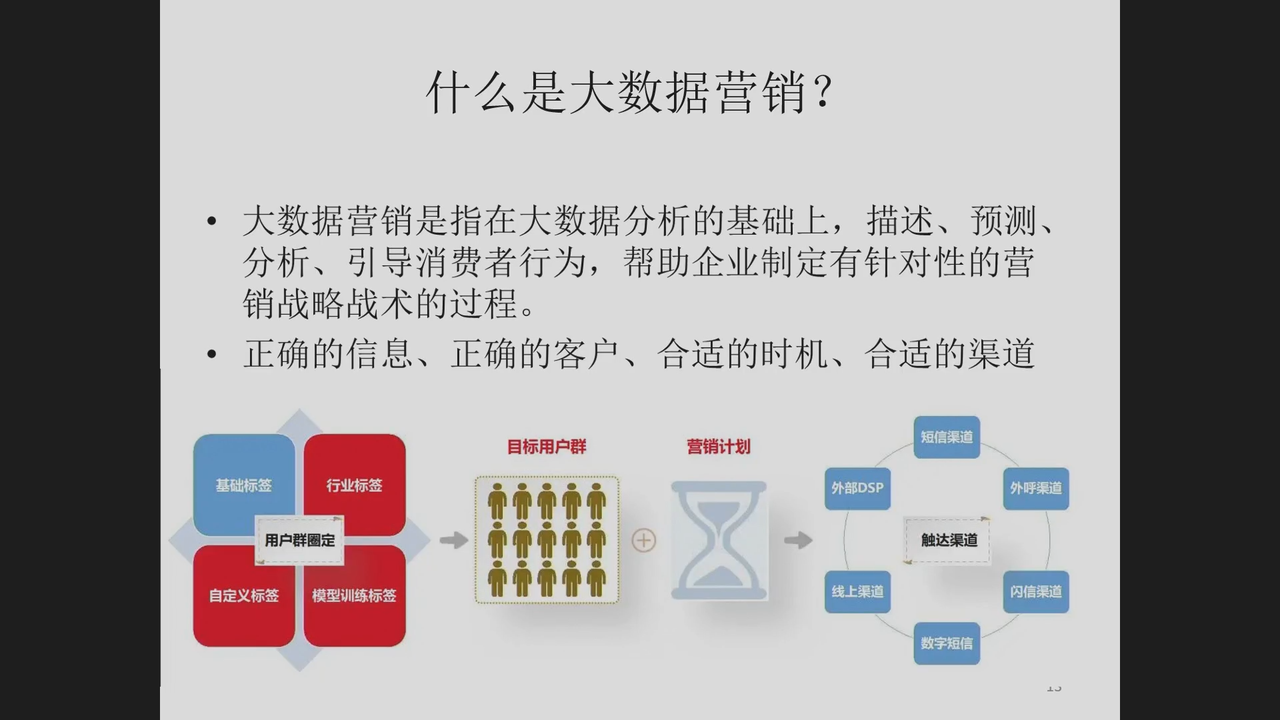 什么是大数据营销？
• 大数据营销是指在大数据分析的基础上，描述、预测、
分析、引导消费者行为，帮助企业制定有针对性的营
销战略战术的过程。
• 正确的信息、正确的客户、合适的时机、合适的渠道
基础标签
行业标签
用户群圈定
自定义标签
模型训练标签
目标用户群
营销计划
短信渠道
外部DSP
外呼渠道
触达渠道
线上渠道
闪信渠道
数字短信